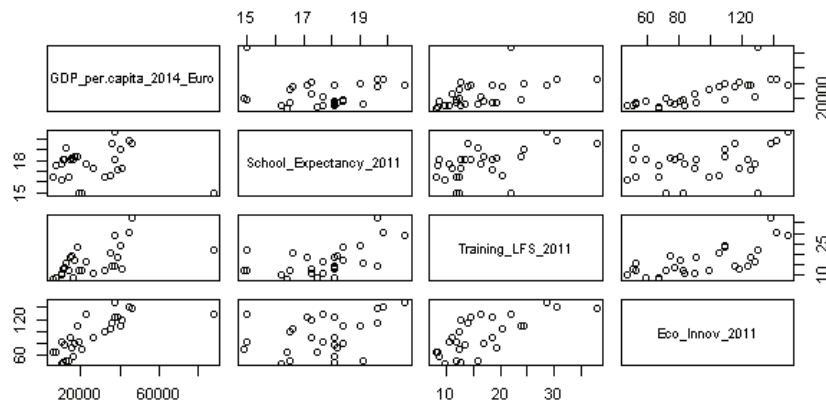 15 17 19
60 80 120
GDP_per.capita_2014_Euro
20000
15 18
School_Expectancy_2011
Training_LFS_2011
10 25
60 120
Eco_Innov_2011
20000 60000
10 20 30